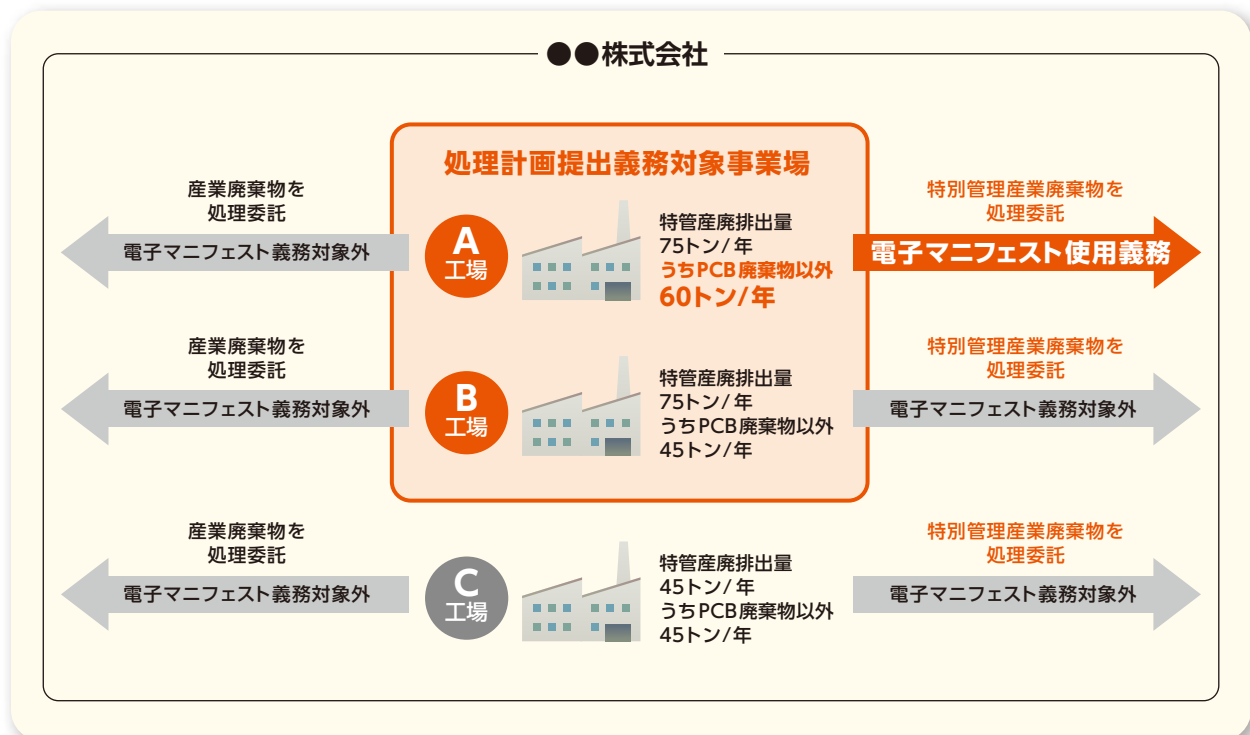 ●●株式会社
処理計画提出義務対象事業場
産業廃棄物を
処理委託
電子マニフェスト義務対象外
A
工場
特管産廃排出量
75トン/年
うちPCB廃棄物以外
60トン/年
特別管理産業廃棄物を
処理委託
電子マニフェスト使用義務
産業廃棄物を
処理委託
電子マニフェスト義務対象外
B
工場
特管産廃排出量
75トン/年
うちPCB廃棄物以外
45トン/年
特別管理産業廃棄物を
処理委託
電子マニフェスト義務対象外
産業廃棄物を
処理委託
電子マニフェスト義務対象外
C
工場
特管産廃排出量
45トン/年
うちPCB廃棄物以外
45トン/年
特別管理産業廃棄物を
処理委託
電子マニフェスト義務対象外